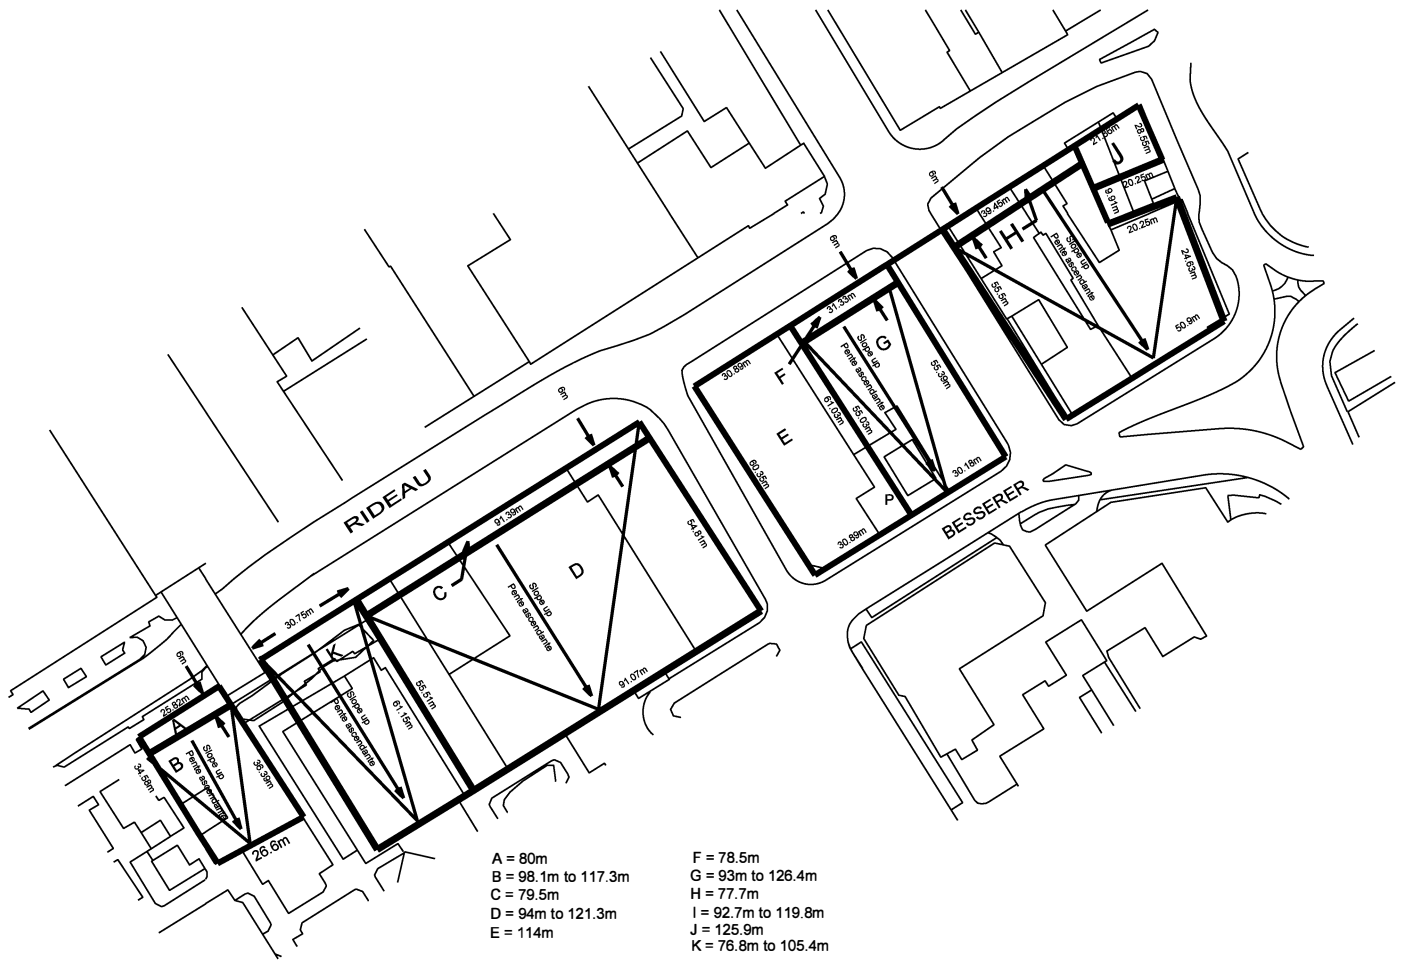 6m
21.88m
28.55m
J
20.25m
9.91m
20.25m
39.45m
H
Slope up
Pente ascendante
24.63m
55.5m
50.9m
6m
31.33m
G
Slope up
Pente ascendante
55.39m
F
30.89m
61.03m
55.03m
E
60.35m
30.18m
P
30.89m
BESSERER
6m
RIDEAU
91.39m
54.81m
C
D
Slope up
Pente ascendante
91.07m
30.75m
K
55.51m
61.15m
Slope up
Pente ascendante
6m
25.82m
A
B
Slope up
Pente ascendante
34.58m
36.39m
26.6m
A = 80m
B = 98.1m to 117.3m
C = 79.5m
D = 94m to 121.3m
E = 114m
F = 78.5m
G = 93m to 126.4m
H = 77.7m
I = 92.7m to 119.8m
J = 125.9m
K = 76.8m to 105.4m